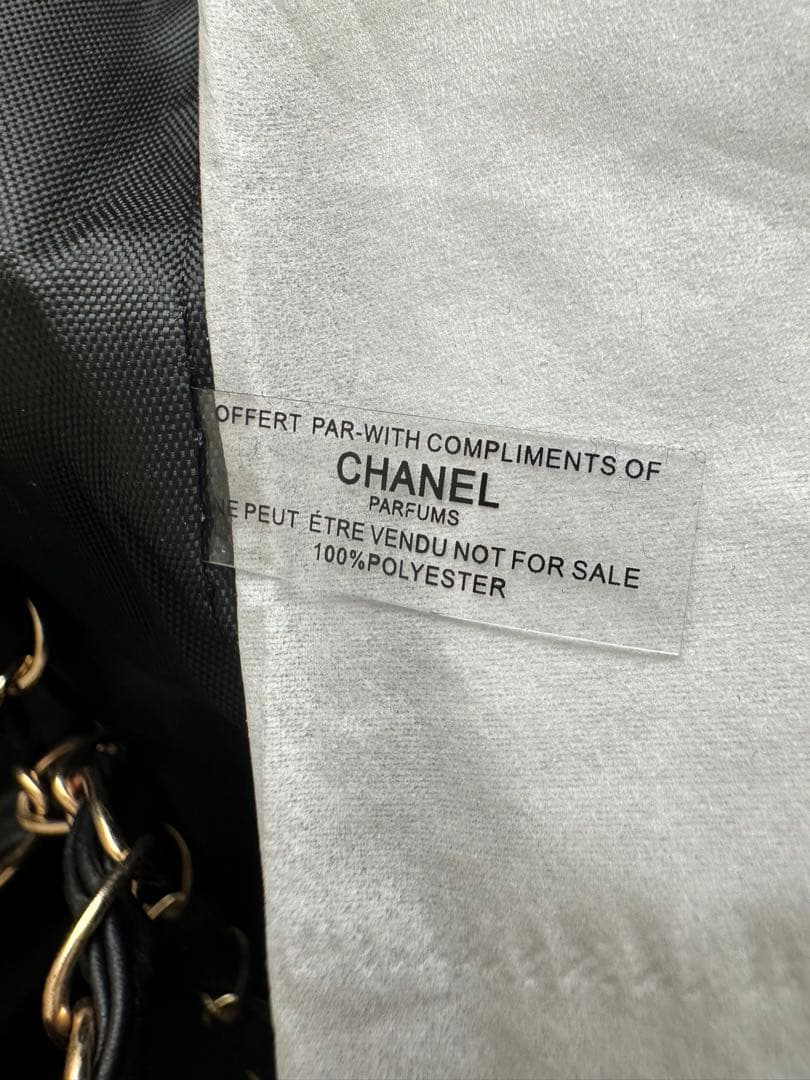 OFFERT PAR-WITH COMPLIMENTS OF
CHANEL
PARFUMS
NE PEUT ÉTRE VENDU NOT FOR SALE
100%POLYESTER